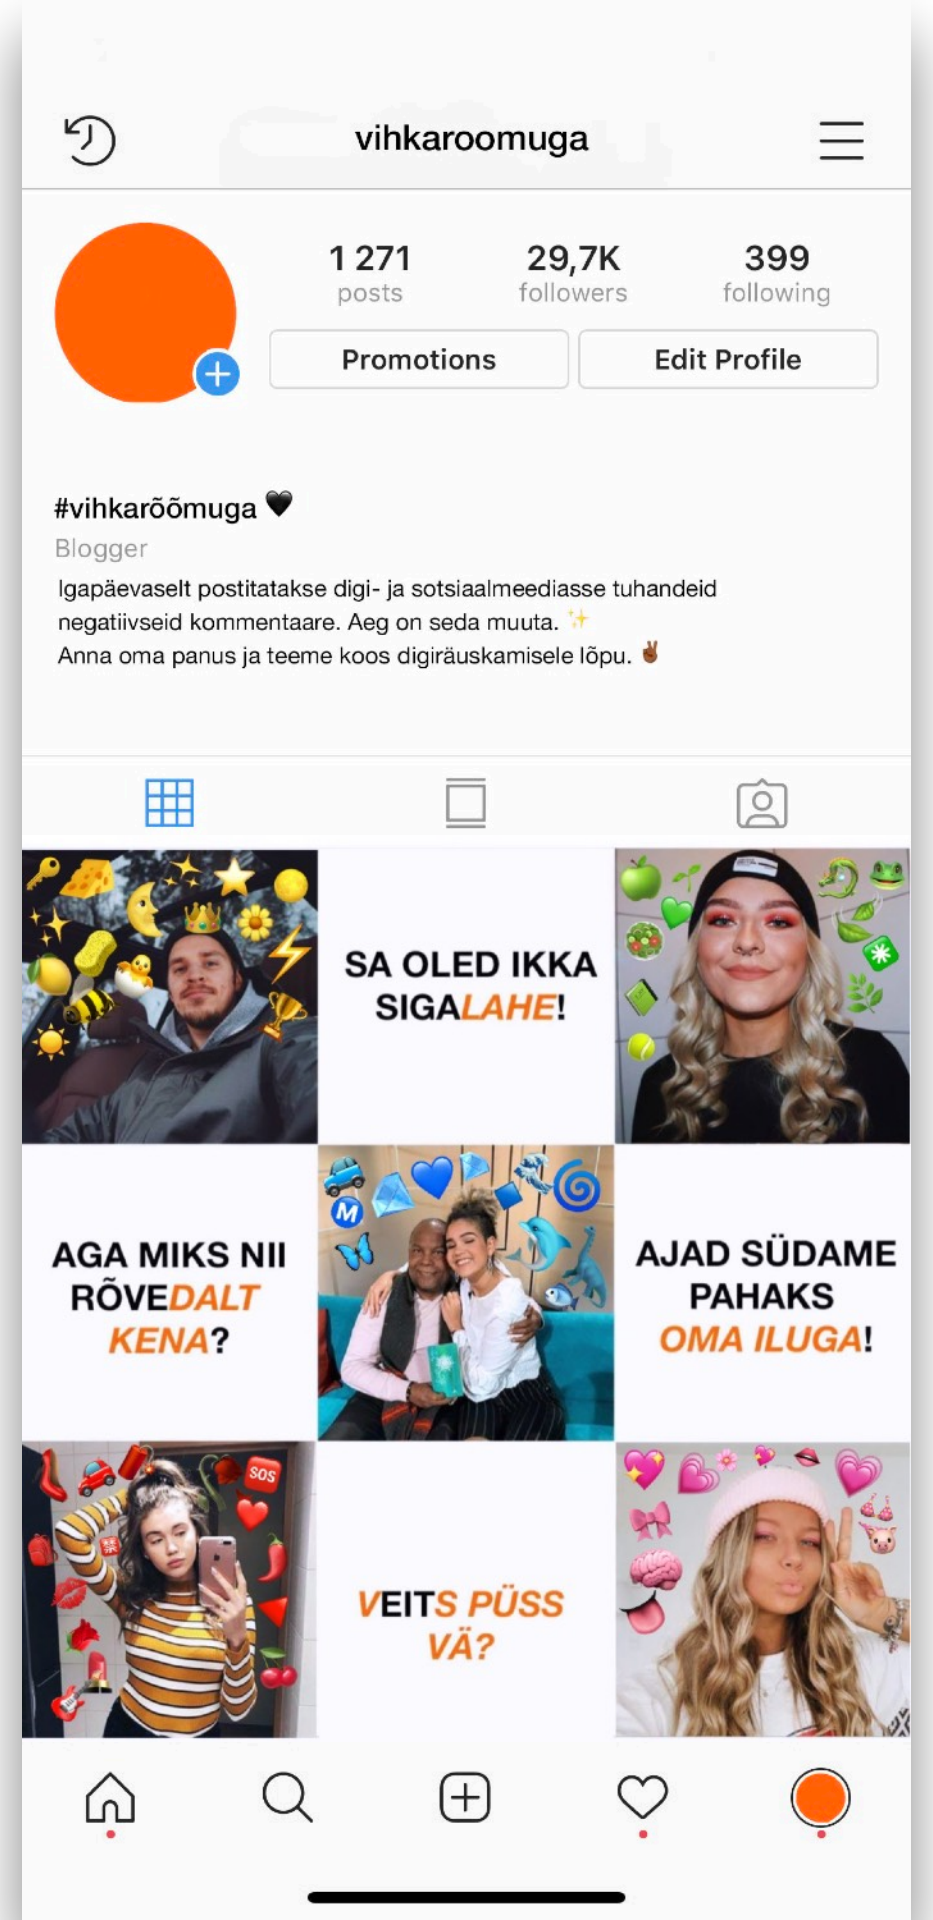 vihkaroomuga
1 271 29,7K 399
posts followers following
Promotions Edit Profile
#vihkarõõmuga 🖤
Blogger
Igapäevaselt postitatakse digi- ja sotsiaalmeediasse tuhandeid
negatiivseid kommentaare. Aeg on seda muuta. ✨
Anna oma panus ja teeme koos digiräuskamisele lõpu. ✌🏾
SA OLED IKKA
SIGALAHE!
AGA MIKS NII
RÕVEDALT
KENA?
M
AJAD SÜDAME
PAHAKS
OMA ILUGA!
SOS
VEITS PÜSS
VÄ?